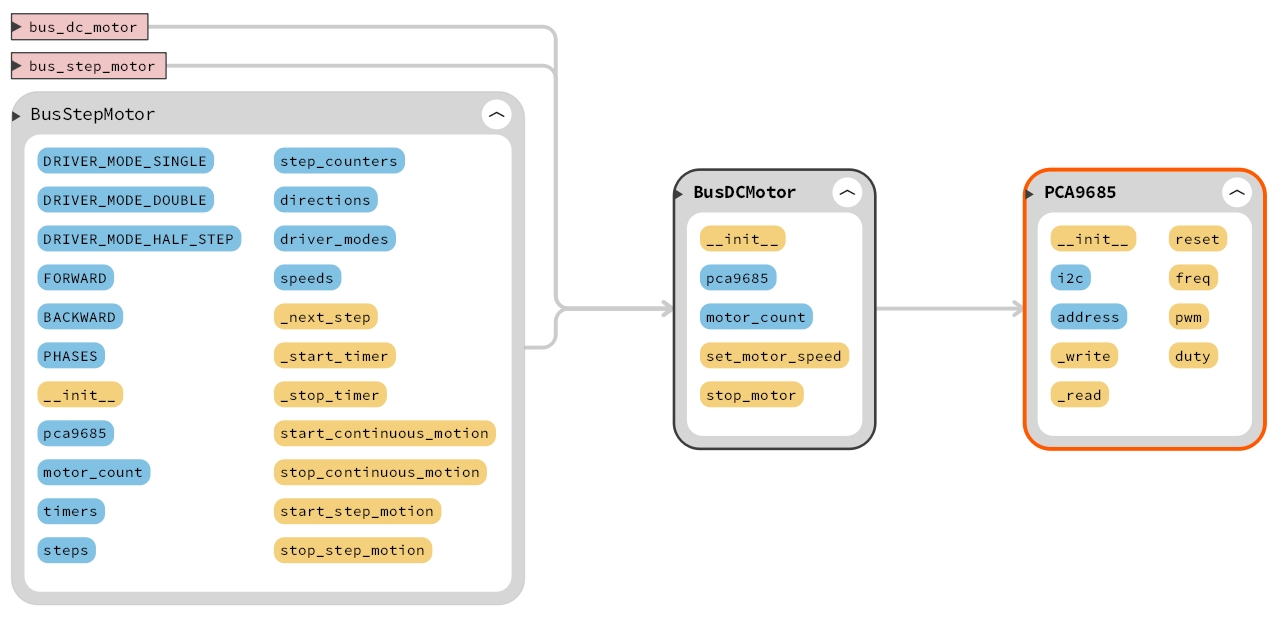 bus_dc_motor
bus_step_motor
BusStepMotor
DRIVER_MODE_SINGLE
DRIVER_MODE_DOUBLE
DRIVER_MODE_HALF_STEP
FORWARD
BACKWARD
PHASES
__init__
pca9685
motor_count
timers
steps
step_counters
directions
driver_modes
speeds
_next_step
_start_timer
_stop_timer
start_continuous_motion
stop_continuous_motion
start_step_motion
stop_step_motion
BusDCMotor
__init__
pca9685
motor_count
set_motor_speed
stop_motor
PCA9685
__init__
i2c
address
_write
_read
reset
freq
pwm
duty